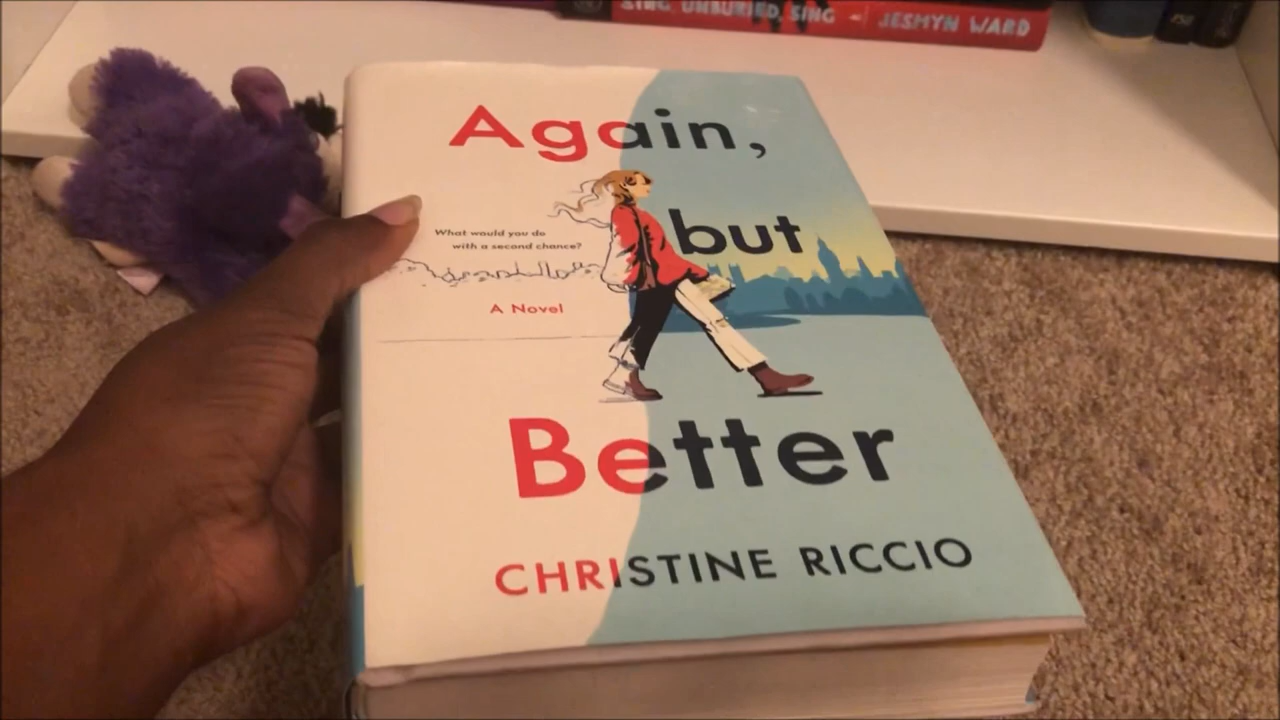 SING, UNBURIED, SING JESMYN WARD
Again,
but
What would you do
with a second chance?
A Novel
Better
CHRISTINE RICCIO